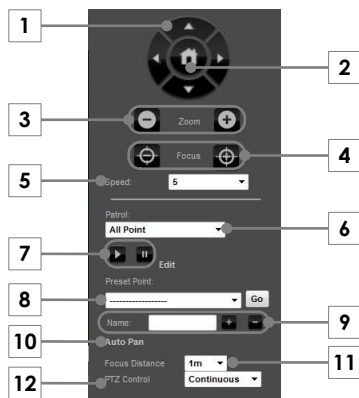 1
2
3
Zoom
4
Focus
5
Speed:
5
Patrol:
6
All Point
7
Edit
Preset Point:
8
------------------
Go
9
Name:
10
Auto Pan
11
Focus Distance
1m
12
PTZ Control
Continuous